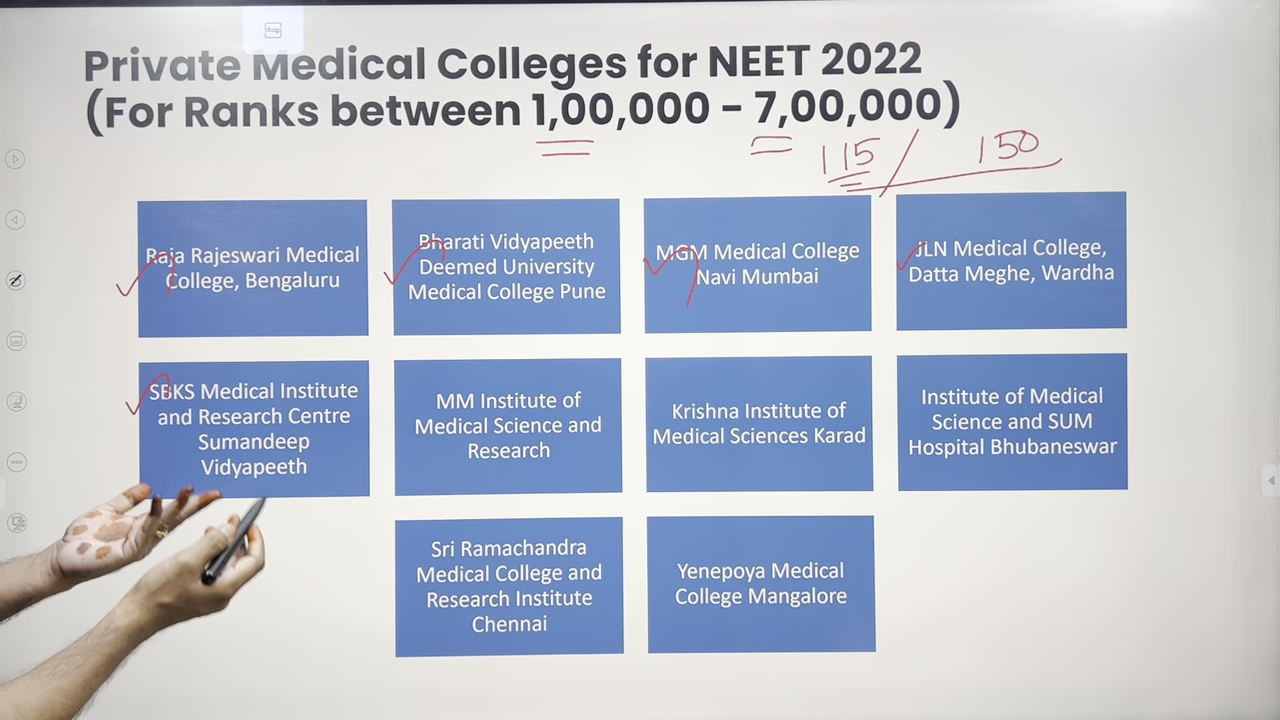 Private Medical Colleges for NEET 2022
(For Ranks between 1,00,000 - 7,00,000)
115 / 150
Raja Rajeswari Medical
College, Bengaluru
Bharati Vidyapeeth
Deemed University
Medical College Pune
MGM Medical College
Navi Mumbai
JLN Medical College,
Datta Meghe, Wardha
SBKS Medical Institute
and Research Centre
Sumandeep
Vidyapeeth
MM Institute of
Medical Science and
Research
Krishna Institute of
Medical Sciences Karad
Institute of Medical
Science and SUM
Hospital Bhubaneswar
Sri Ramachandra
Medical College and
Research Institute
Chennai
Yenepoya Medical
College Mangalore